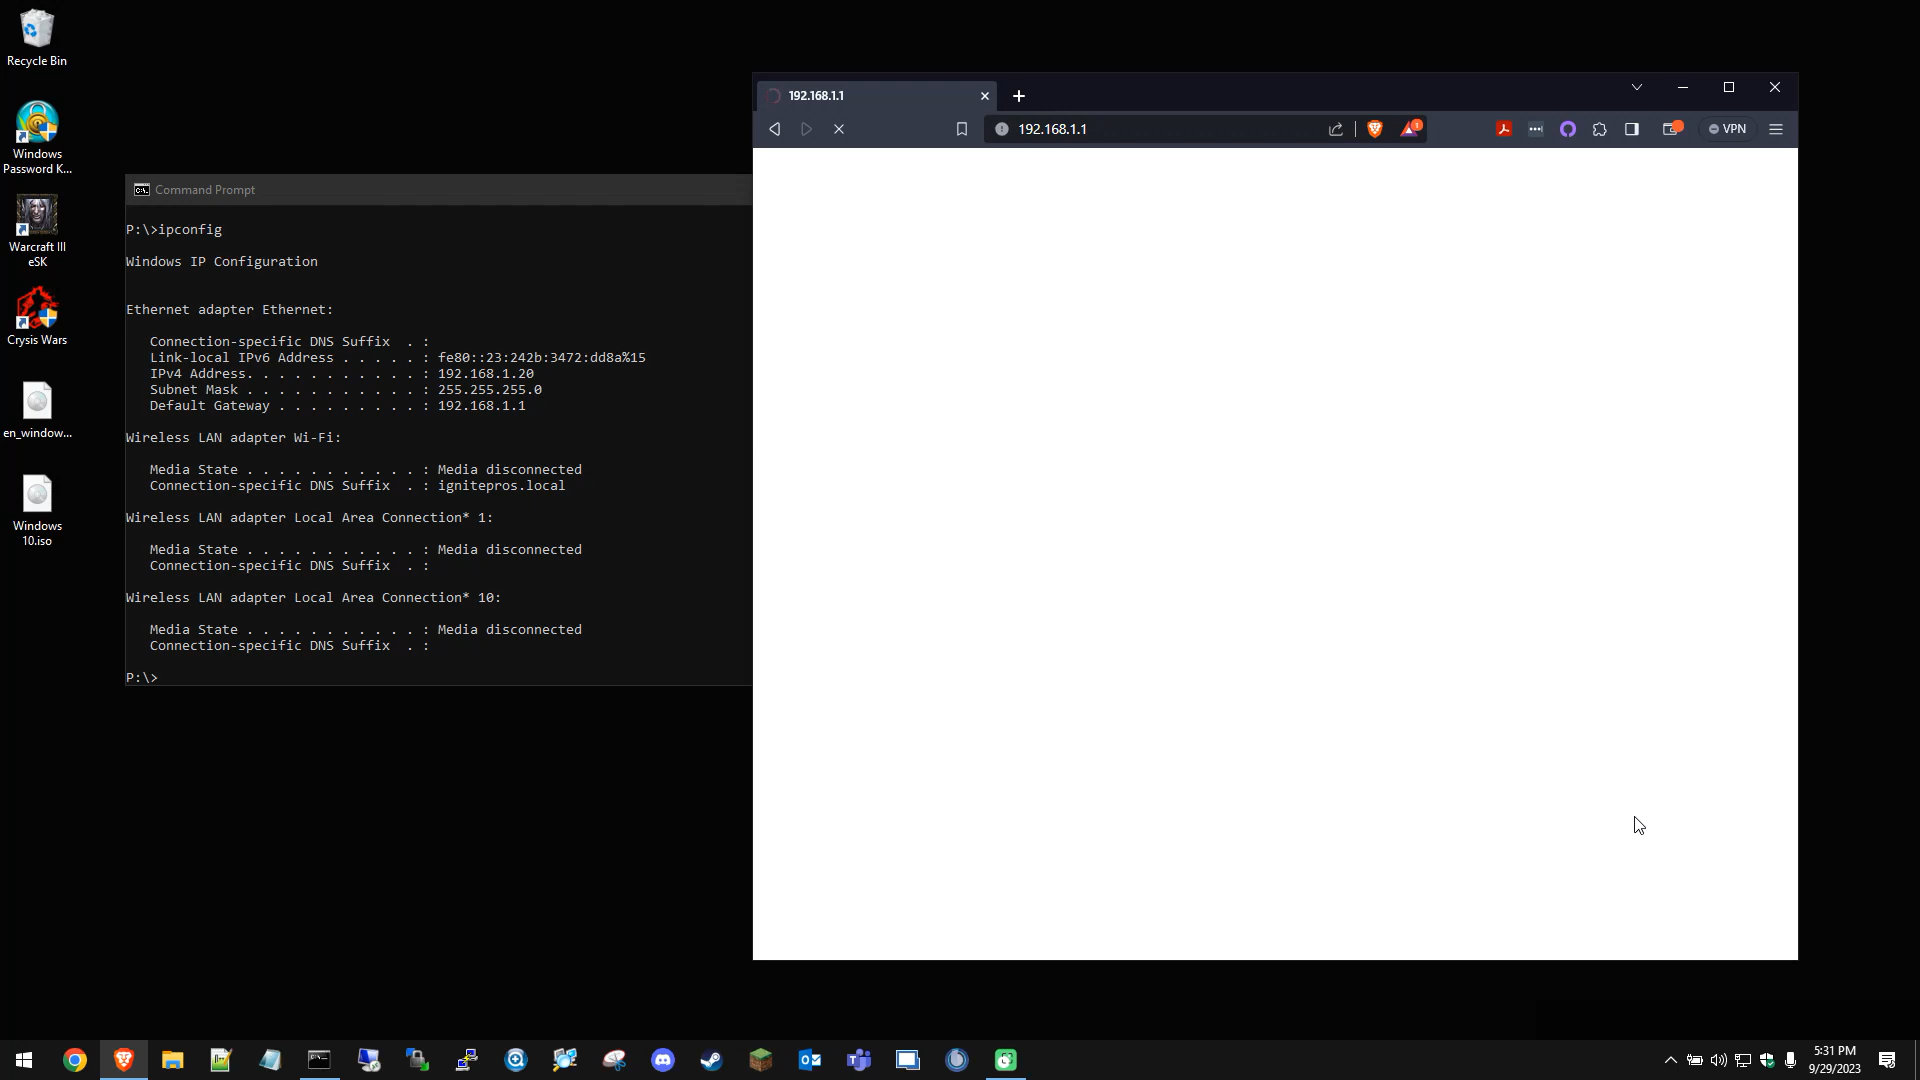 Recycle Bin
Windows
Password K...
Warcraft III
eSK
Crysis Wars
en_window...
Windows
10.iso
Command Prompt
P:\>ipconfig
Windows IP Configuration
Ethernet adapter Ethernet:
Connection-specific DNS Suffix  . :
Link-local IPv6 Address . . . . . : fe80::23:242b:3472:dd8a%15
IPv4 Address. . . . . . . . . . . : 192.168.1.20
Subnet Mask . . . . . . . . . . . : 255.255.255.0
Default Gateway . . . . . . . . . : 192.168.1.1
Wireless LAN adapter Wi-Fi:
Media State . . . . . . . . . . . : Media disconnected
Connection-specific DNS Suffix  . : ignitepros.local
Wireless LAN adapter Local Area Connection* 1:
Media State . . . . . . . . . . . : Media disconnected
Connection-specific DNS Suffix  . :
Wireless LAN adapter Local Area Connection* 10:
Media State . . . . . . . . . . . : Media disconnected
Connection-specific DNS Suffix  . :
P:\>
192.168.1.1
192.168.1.1
1
VPN
5:31 PM
9/29/2023